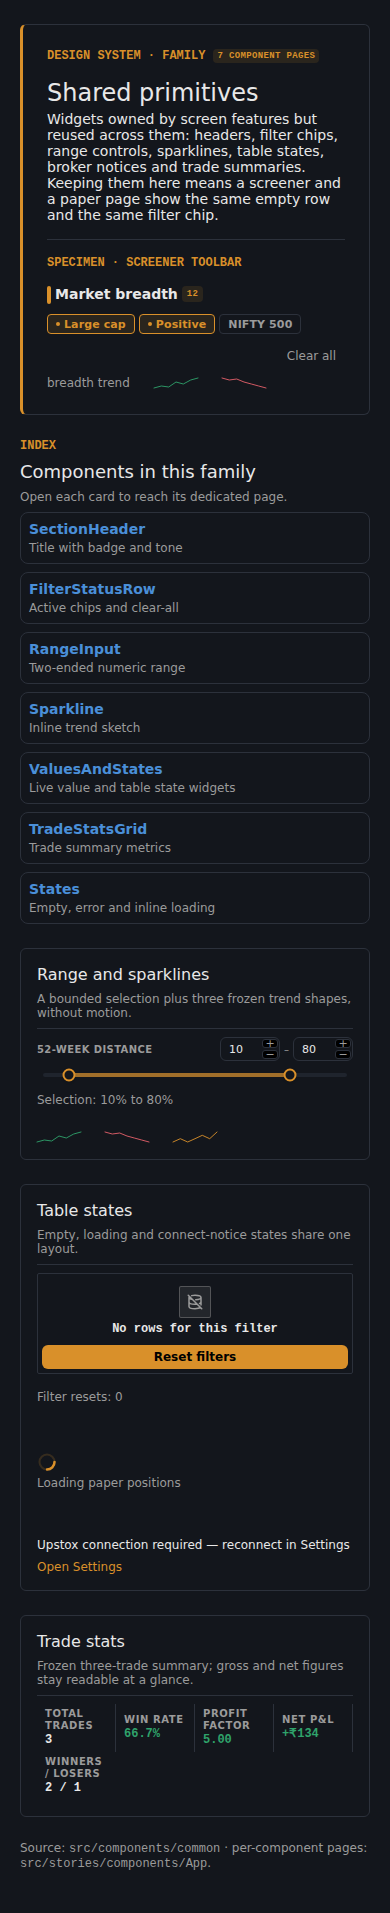 DESIGN SYSTEM · FAMILY 7 COMPONENT PAGES
Shared primitives
Widgets owned by screen features but
reused across them: headers, filter chips,
range controls, sparklines, table states,
broker notices and trade summaries.
Keeping them here means a screener and
a paper page show the same empty row
and the same filter chip.
SPECIMEN · SCREENER TOOLBAR
Market breadth 12
• Large cap • Positive NIFTY 500
Clear all
breadth trend
INDEX
Components in this family
Open each card to reach its dedicated page.
SectionHeader
Title with badge and tone
FilterStatusRow
Active chips and clear-all
RangeInput
Two-ended numeric range
Sparkline
Inline trend sketch
ValuesAndStates
Live value and table state widgets
TradeStatsGrid
Trade summary metrics
States
Empty, error and inline loading
Range and sparklines
A bounded selection plus three frozen trend shapes,
without motion.
52-WEEK DISTANCE 10 + − – 80 + −
Selection: 10% to 80%
Table states
Empty, loading and connect-notice states share one
layout.
No rows for this filter
Reset filters
Filter resets: 0
Loading paper positions
Upstox connection required — reconnect in Settings
Open Settings
Trade stats
Frozen three-trade summary; gross and net figures
stay readable at a glance.
TOTAL TRADES 3
WIN RATE 66.7%
PROFIT FACTOR 5.00
NET P&L +₹134
WINNERS / LOSERS 2 / 1
Source: src/components/common · per-component pages:
src/stories/components/App.